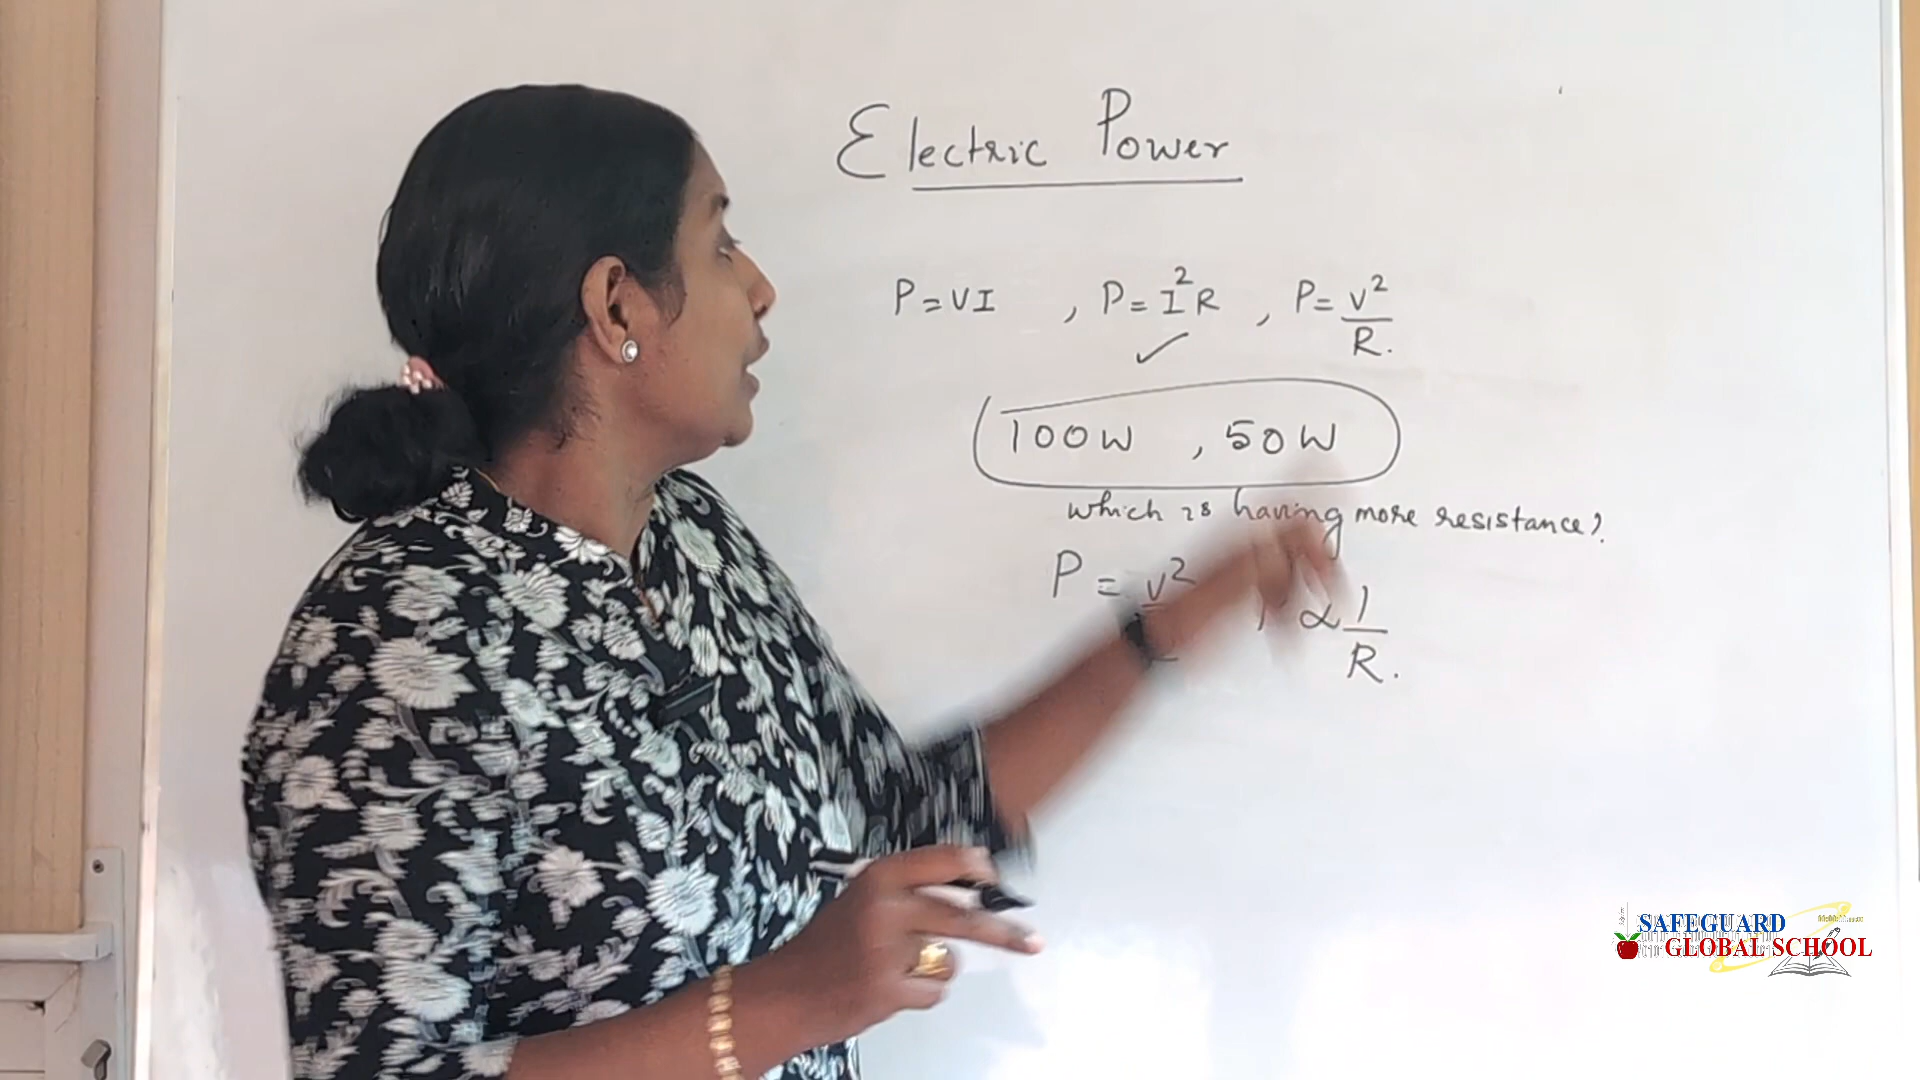 Electric Power
P = VI , P = I²R , P = V²/R.
100W , 50W
which is having more resistance?
P = V² ∝ 1/R.
SAFEGUARD
GLOBAL SCHOOL